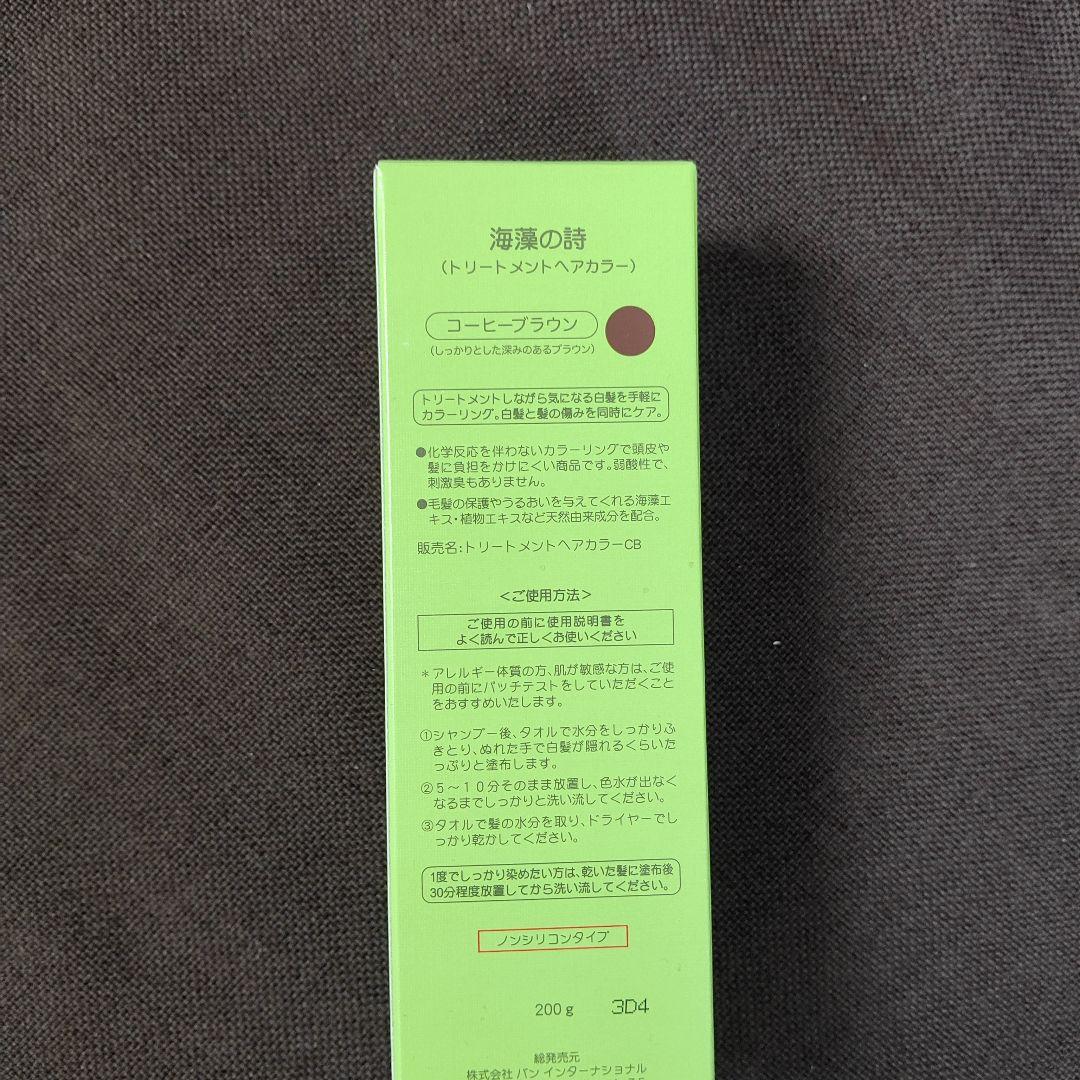 海藻の詩
（トリートメントヘアカラー）
コーヒーブラウン
（しっかりとした深みのあるブラウン）
トリートメントしながら気になる白髪を手軽に
カラーリング。白髪と髪の傷みを同時にケア。
●化学反応を伴わないカラーリングで頭皮や
髪に負担をかけにくい商品です。弱酸性で、
刺激臭もありません。
●毛髪の保護やうるおいを与えてくれる海藻エ
キス・植物エキスなど天然由来成分を配合。
販売名：トリートメントヘアカラーCB
＜ご使用方法＞
ご使用の前に使用説明書を
よく読んで正しくお使いください
＊アレルギー体質の方、肌が敏感な方は、ご使
用の前にパッチテストをしていただくこと
をおすすめいたします。
①シャンプー後、タオルで水分をしっかりふ
きとり、ぬれた手で白髪が隠れるくらいた
っぷりと塗布します。
②５〜１０分そのまま放置し、色水が出なく
なるまでしっかりと洗い流してください。
③タオルで髪の水分を取り、ドライヤーでし
っかり乾かしてください。
1度でしっかり染めたい方は、乾いた髪に塗布後
30分程度放置してから洗い流してください。
ノンシリコンタイプ
200g 3D4
総発売元
株式会社 バン インターナショナル